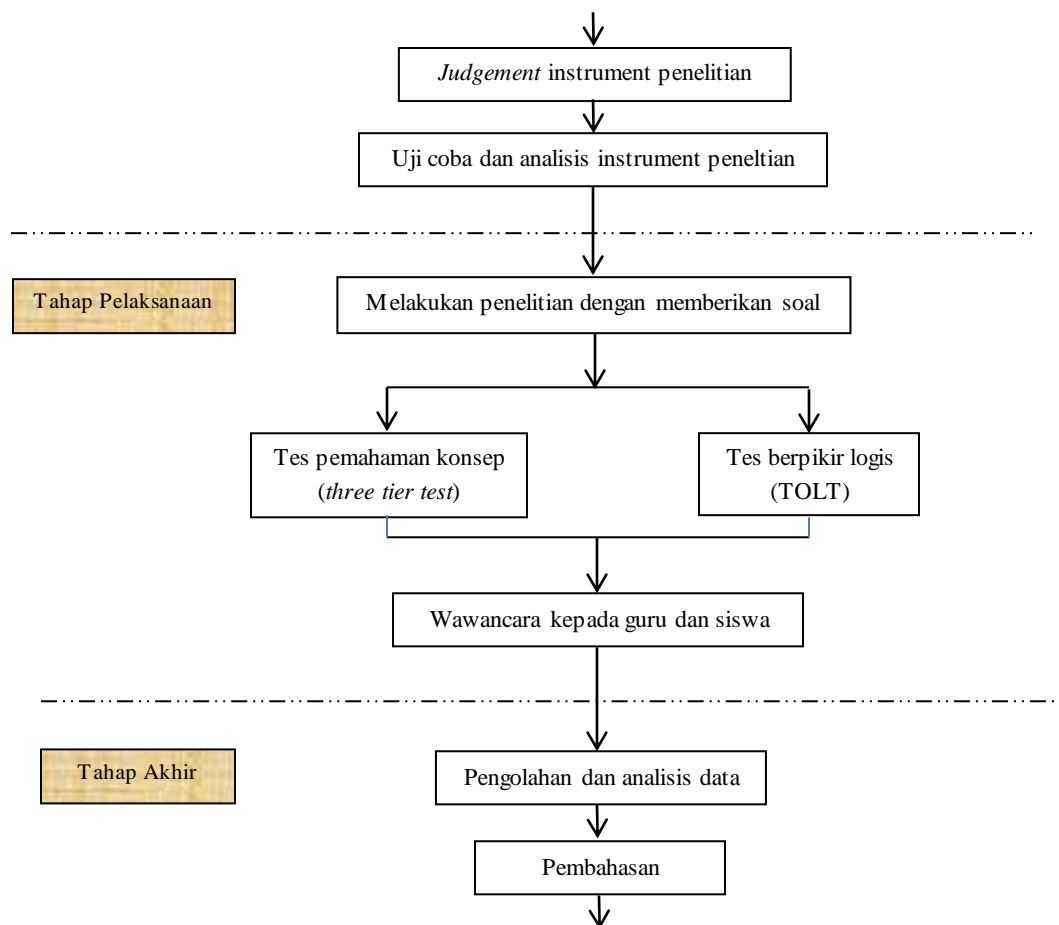 Judgement instrument penelitian
Uji coba dan analisis instrument peneltian
Tahap Pelaksanaan
Melakukan penelitian dengan memberikan soal
Tes pemahaman konsep
(three tier test)
Tes berpikir logis
(TOLT)
Wawancara kepada guru dan siswa
Tahap Akhir
Pengolahan dan analisis data
Pembahasan